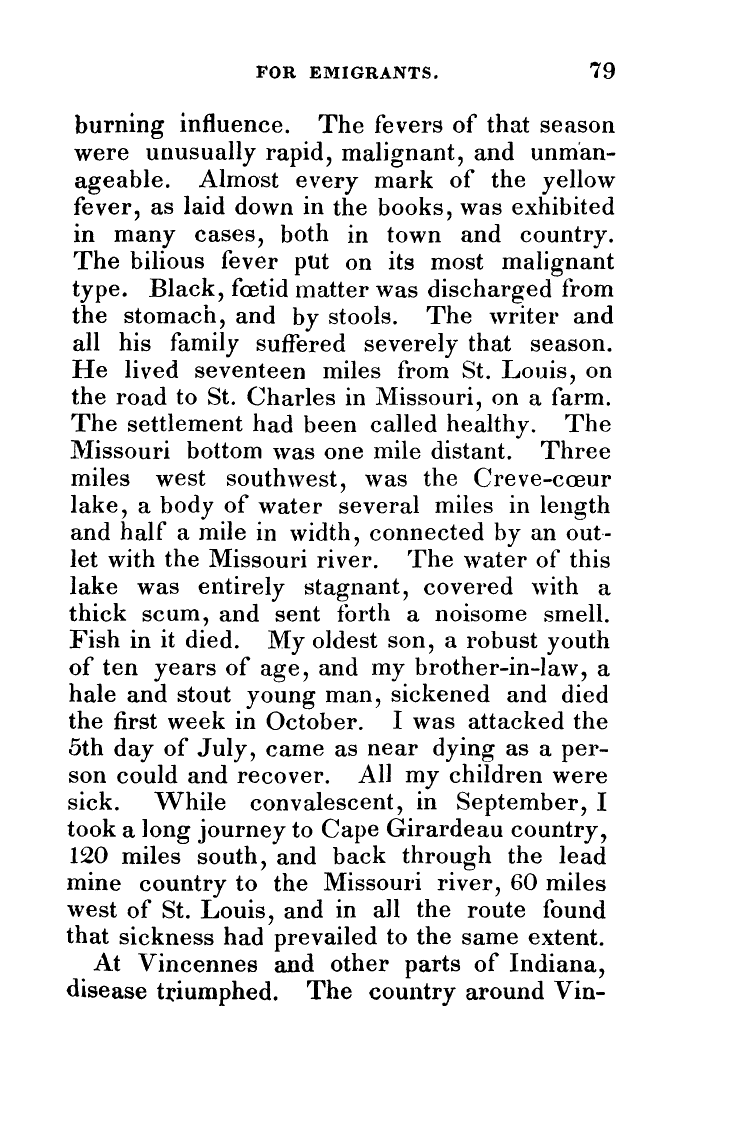 FOR EMIGRANTS. 79
burning influence. The fevers of that season
were unusually rapid, malignant, and unman-
ageable. Almost every mark of the yellow
fever, as laid down in the books, was exhibited
in many cases, both in town and country.
The bilious fever put on its most malignant
type. Black, fœtid matter was discharged from
the stomach, and by stools. The writer and
all his family suffered severely that season.
He lived seventeen miles from St. Louis, on
the road to St. Charles in Missouri, on a farm.
The settlement had been called healthy. The
Missouri bottom was one mile distant. Three
miles west southwest, was the Creve-cœur
lake, a body of water several miles in length
and half a mile in width, connected by an out-
let with the Missouri river. The water of this
lake was entirely stagnant, covered with a
thick scum, and sent forth a noisome smell.
Fish in it died. My oldest son, a robust youth
of ten years of age, and my brother-in-law, a
hale and stout young man, sickened and died
the first week in October. I was attacked the
5th day of July, came as near dying as a per-
son could and recover. All my children were
sick. While convalescent, in September, I
took a long journey to Cape Girardeau country,
120 miles south, and back through the lead
mine country to the Missouri river, 60 miles
west of St. Louis, and in all the route found
that sickness had prevailed to the same extent.
At Vincennes and other parts of Indiana,
disease triumphed. The country around Vin-